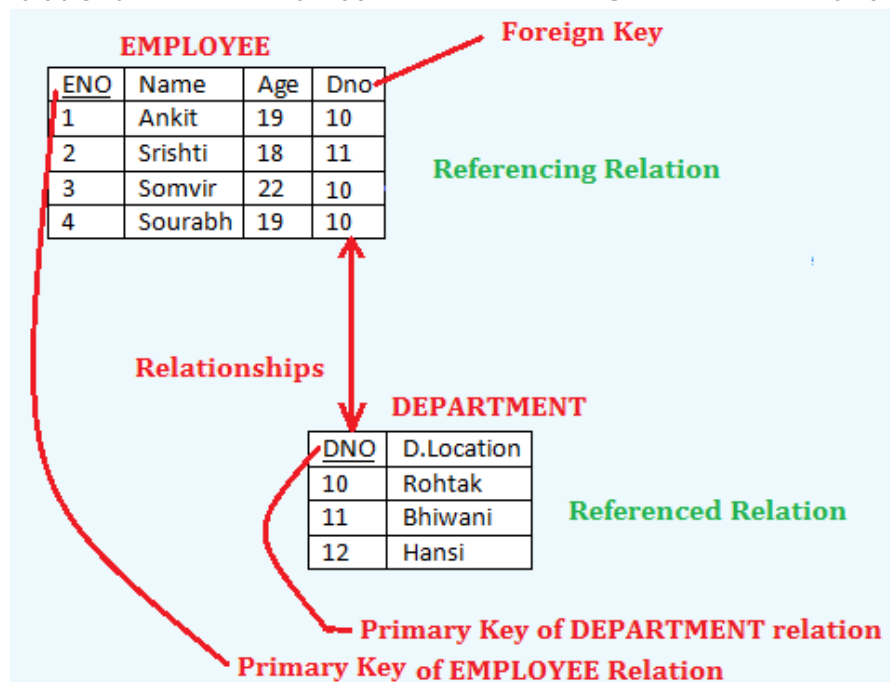 Foreign Key
EMPLOYEE
ENO Name Age Dno
1 Ankit 19 10
2 Srishti 18 11
3 Somvir 22 10
4 Sourabh 19 10
Referencing Relation
Relationships
DEPARTMENT
DNO D.Location
10 Rohtak
11 Bhiwani
12 Hansi
Referenced Relation
Primary Key of DEPARTMENT relation
Primary Key of EMPLOYEE Relation